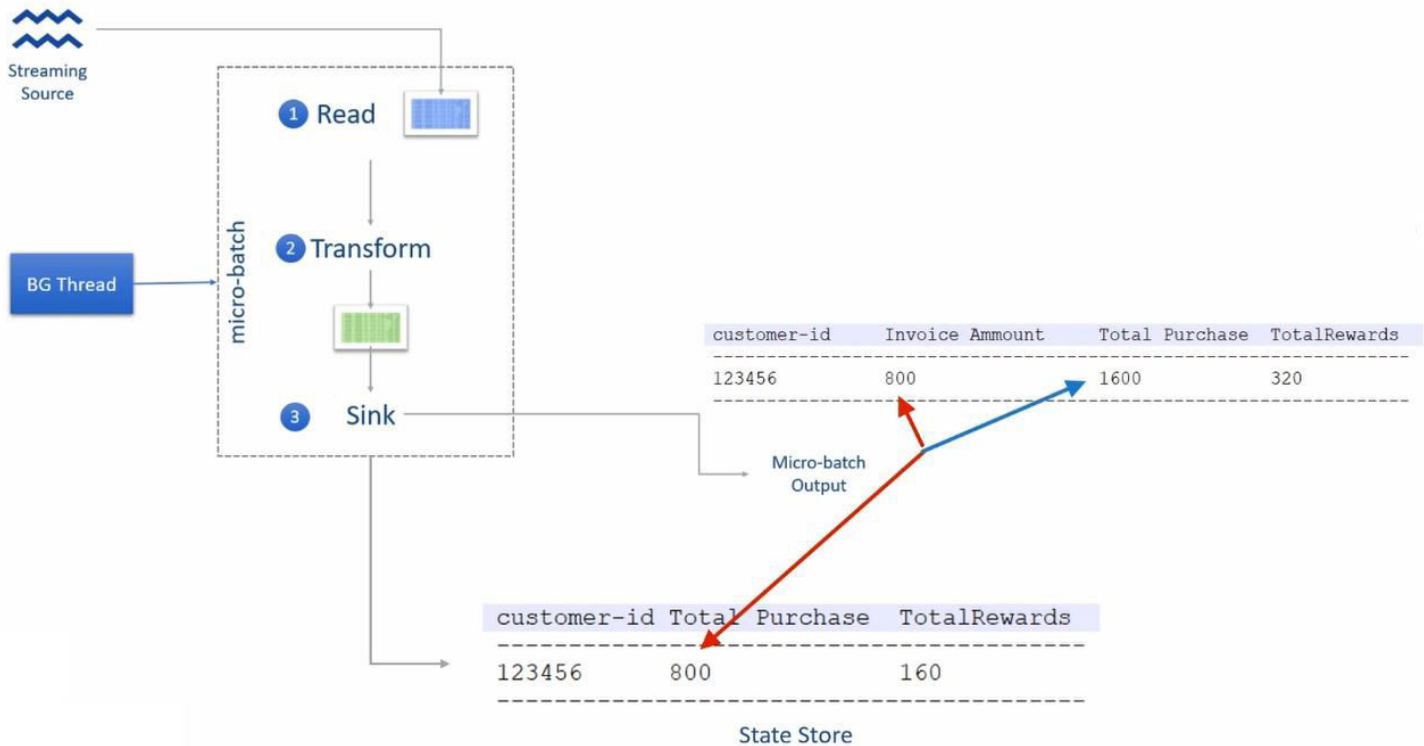 Streaming
Source
1 Read
micro-batch
2 Transform
BG Thread
3 Sink
customer-id Invoice Ammount Total Purchase TotalRewards
123456 800 1600 320
Micro-batch
Output
customer-id Total Purchase TotalRewards
123456 800 160
State Store